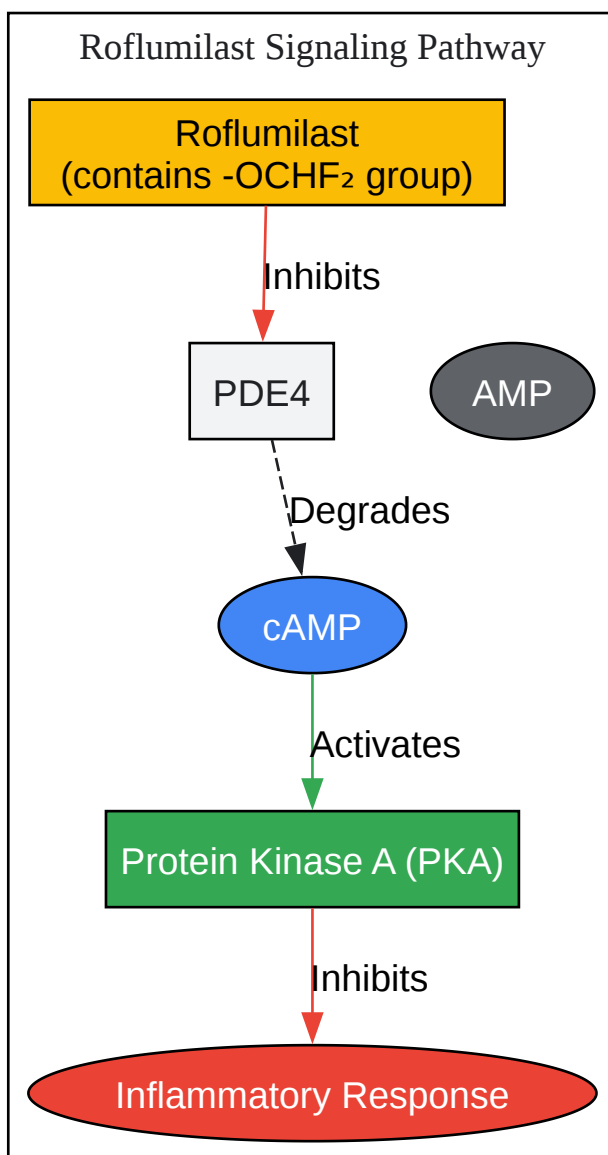 Roflumilast Signaling Pathway
Roflumilast
(contains -OCHF₂ group)
Inhibits
PDE4
AMP
Degrades
cAMP
Activates
Protein Kinase A (PKA)
Inhibits
Inflammatory Response